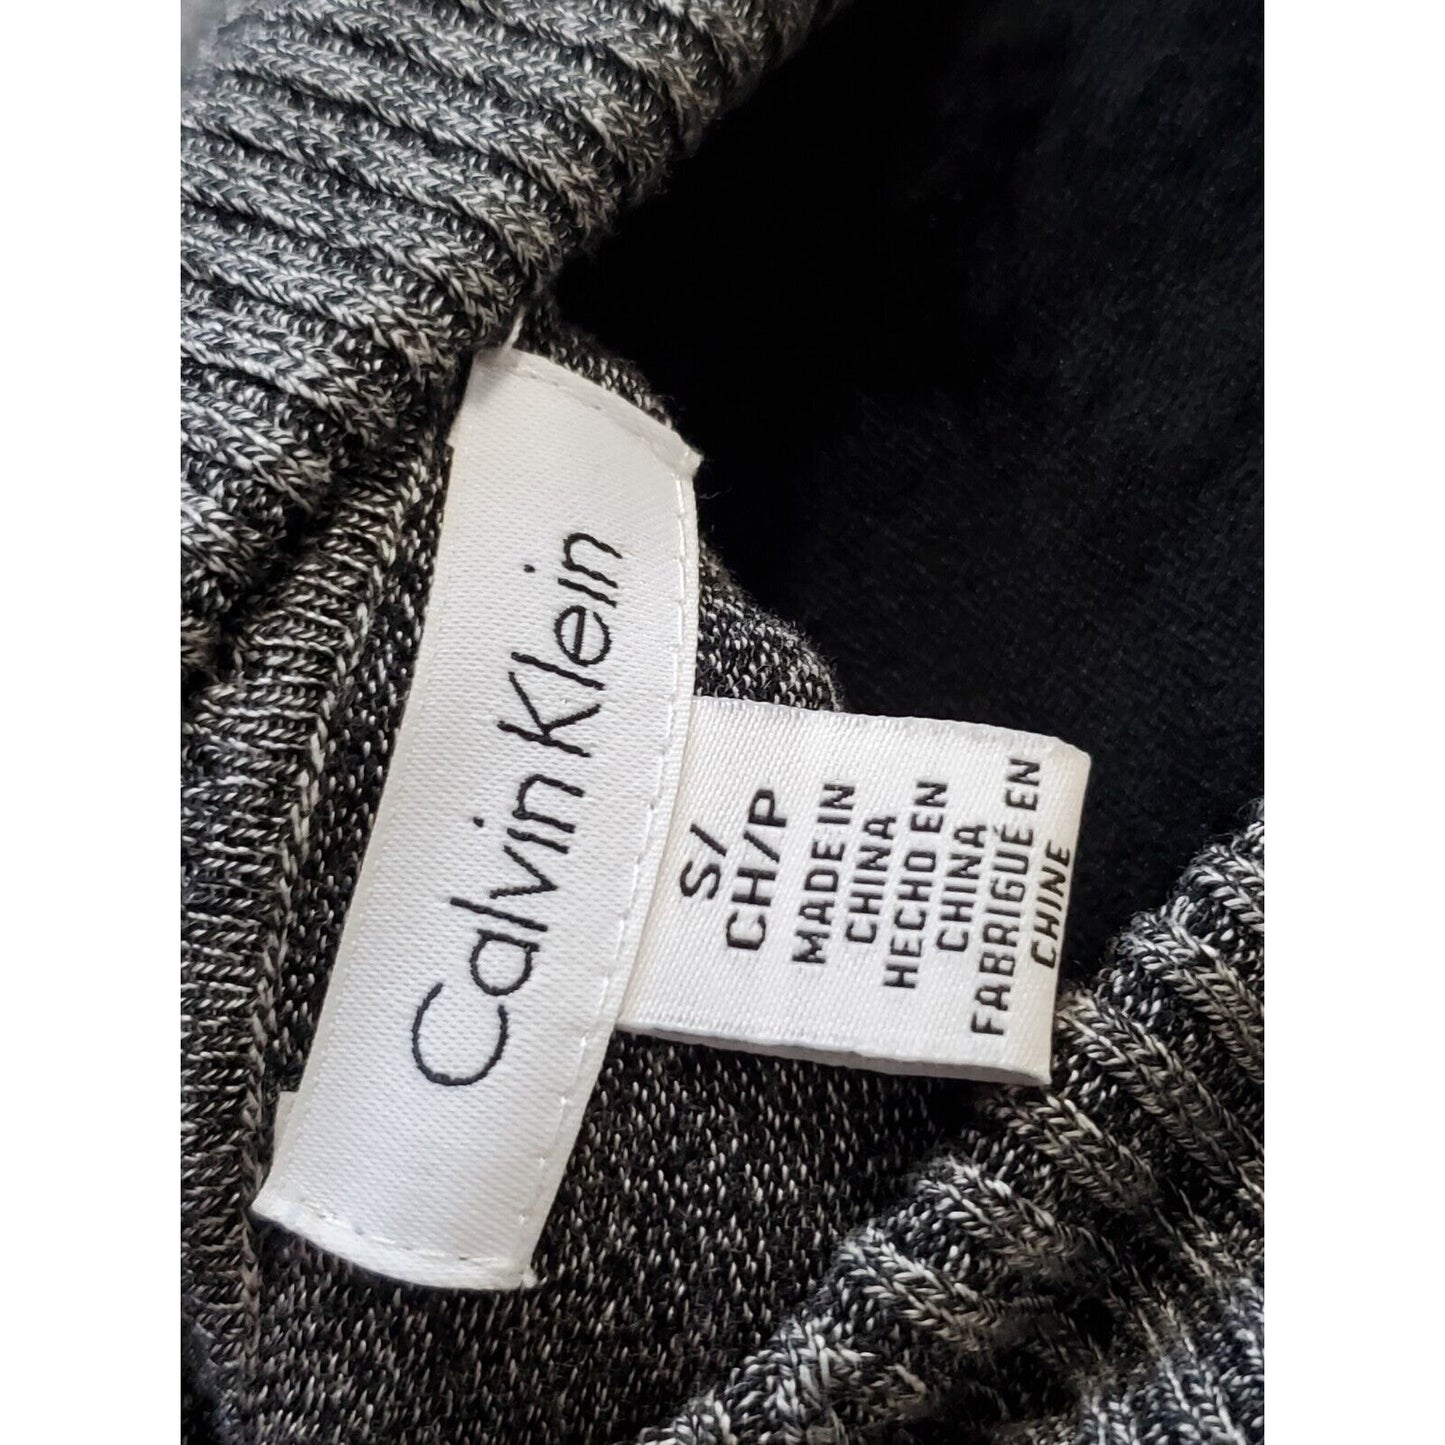 Calvin Klein
S/
CH/P
MADE IN
CHINA
HECHO EN
CHINA
FABRIGUÉ EN
CHINE